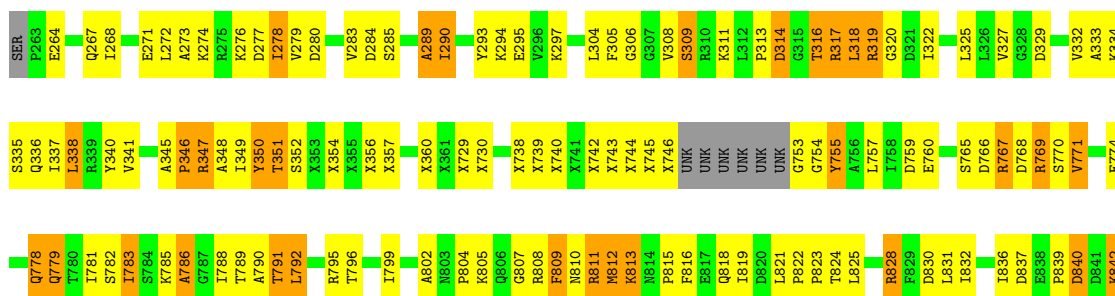 SER P263 E264 Q267 I268 E271 L272 A273 K274 R275 K276 D277 I278 V279 D280 V283 D284 S285 A289 I290 Y293 K294 E295 V296 K297 L304 F305 G306 G307 V308 S309 R310 K311 L312 P313 D314 G315 T316 R317 L318 R319 G320 D321 I322 L325 L326 V327 G328 D329 V332 A333
S335 Q336 I337 L338 R339 Y340 V341 A345 P346 R347 A348 I349 Y350 T351 S352 X353 X354 X355 X356 X357 X360 X361 X729 X730 X738 X739 X740 X741 X742 X743 X744 X745 X746 UNK UNK UNK UNK UNK UNK G753 G754 Y755 A756 L757 I758 D759 E760 S765 D766 R767 D768 R769 S770 V771
Q778 Q779 T780 I781 S782 I783 S784 K785 A786 G787 I788 T789 A790 T791 L792 R795 T796 I799 A802 N803 P804 K805 Q806 G807 R808 F809 N810 R811 M812 K813 N814 P815 F816 E817 Q818 I819 D820 L821 P822 P823 T824 L825 R828 F829 D830 L831 I832 I836 D837 E838 P839 D840 D841